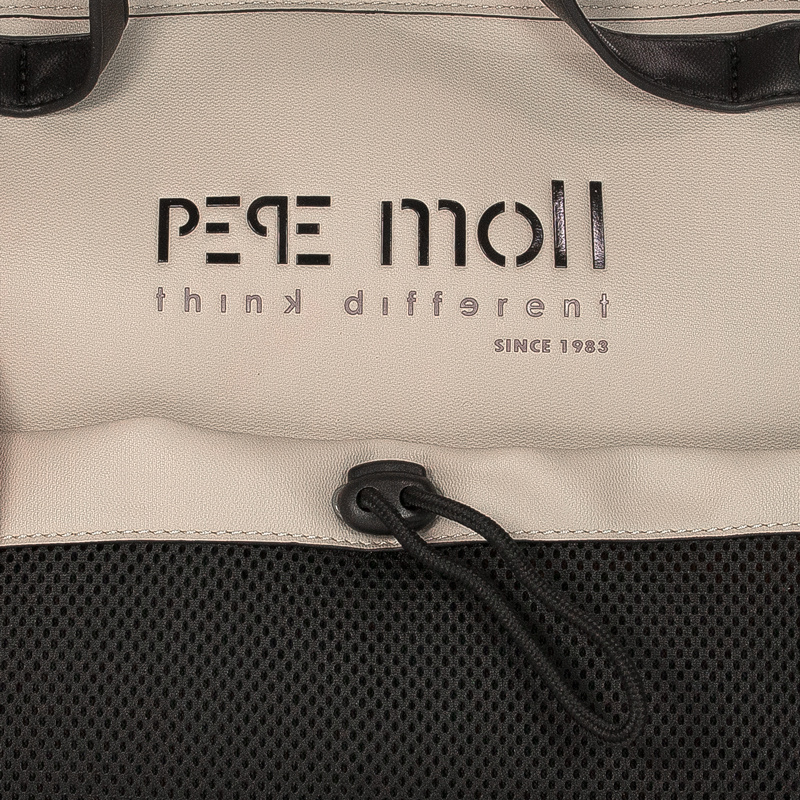 PEPE moll
think different
SINCE 1983